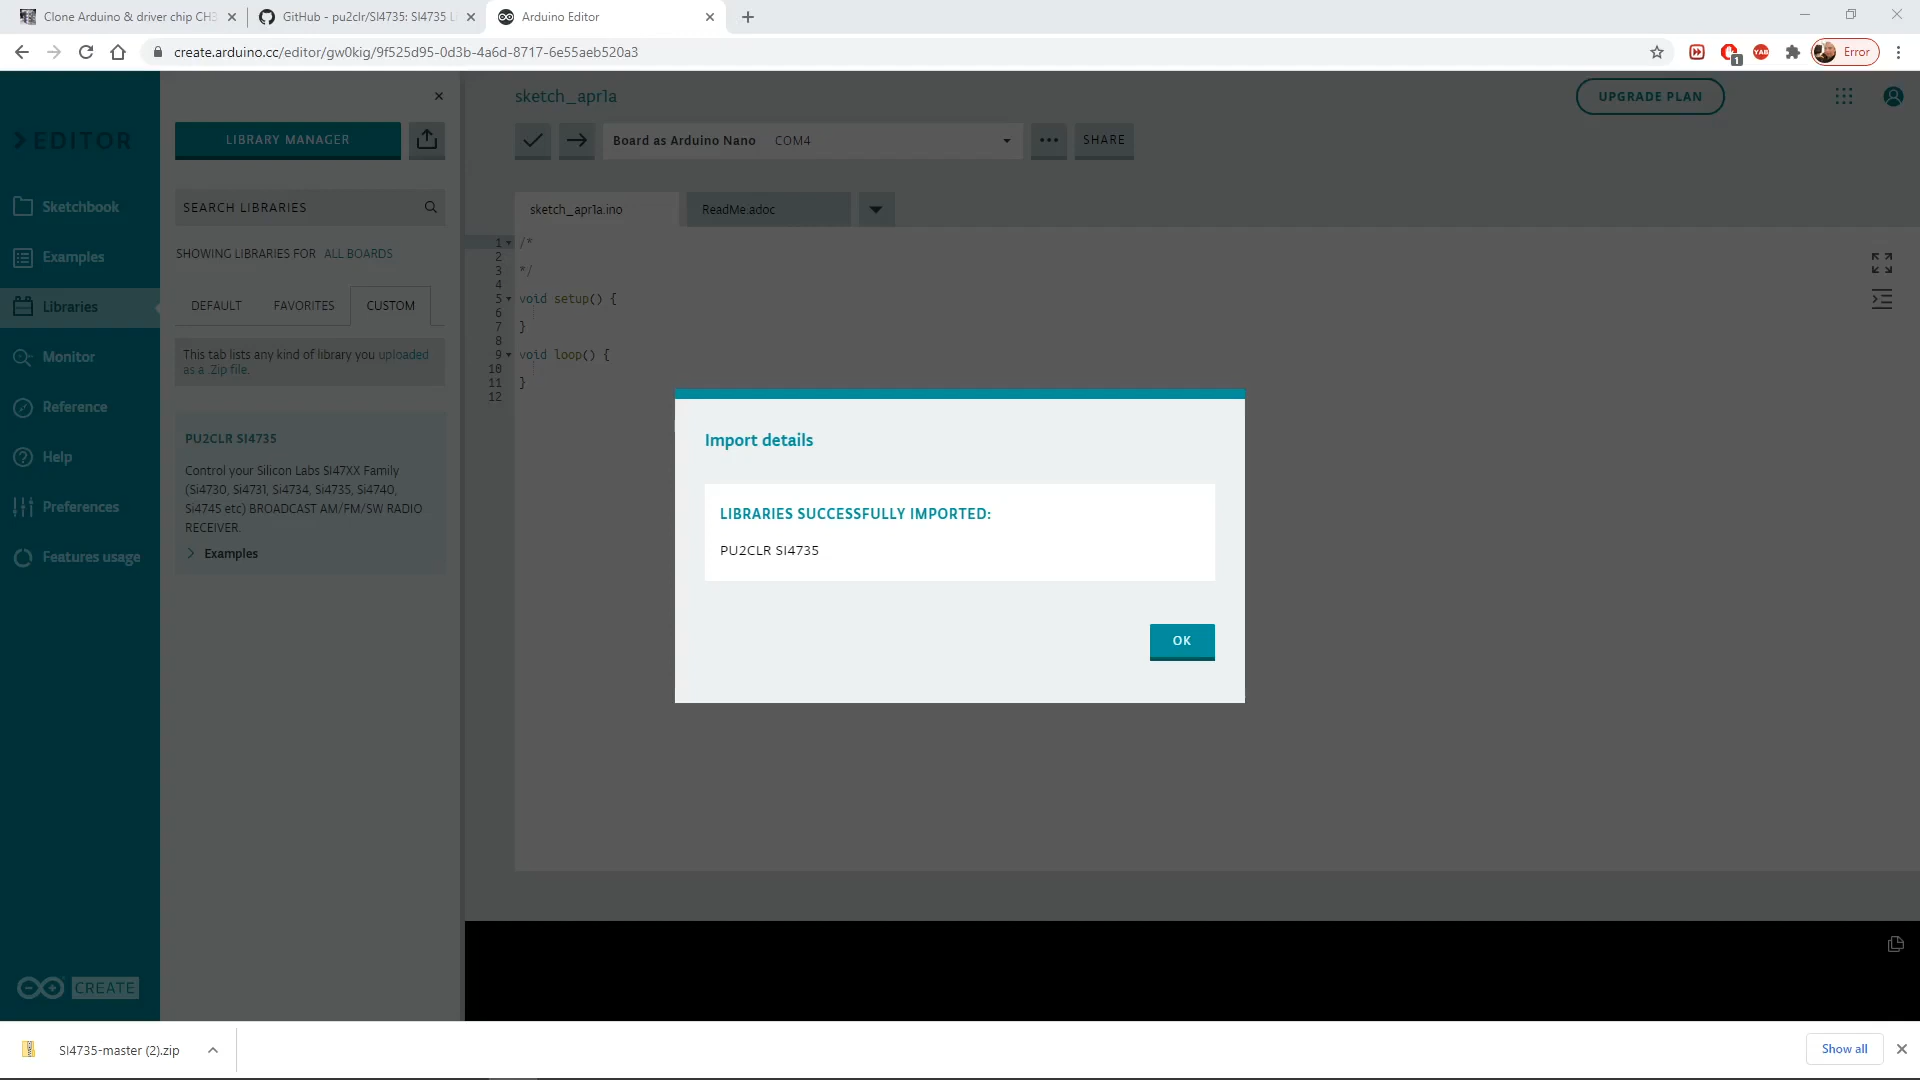 Clone Arduino & driver chip CH3
GitHub - pu2clr/SI4735: SI4735 Li
Arduino Editor
create.arduino.cc/editor/gw0kig/9f525d95-0d3b-4a6d-8717-6e55aeb520a3
1
YAB
Error
EDITOR
Sketchbook
Examples
Libraries
Monitor
Reference
Help
Preferences
Features usage
CREATE
LIBRARY MANAGER
SEARCH LIBRARIES
SHOWING LIBRARIES FOR ALL BOARDS
DEFAULT FAVORITES CUSTOM
This tab lists any kind of library you uploaded
as a .Zip file.
PU2CLR SI4735
Control your Silicon Labs SI47XX Family
(Si4730, Si4731, Si4734, Si4735, Si4740,
Si4745 etc) BROADCAST AM/FM/SW RADIO
RECEIVER.
Examples
sketch_apr1a
UPGRADE PLAN
Board as Arduino Nano COM4
SHARE
sketch_apr1a.ino ReadMe.adoc
1 /*
2
3 */
4
5 void setup() {
6
7 }
8
9 void loop() {
10
11 }
12
Import details
LIBRARIES SUCCESSFULLY IMPORTED:
PU2CLR SI4735
OK
SI4735-master (2).zip
Show all